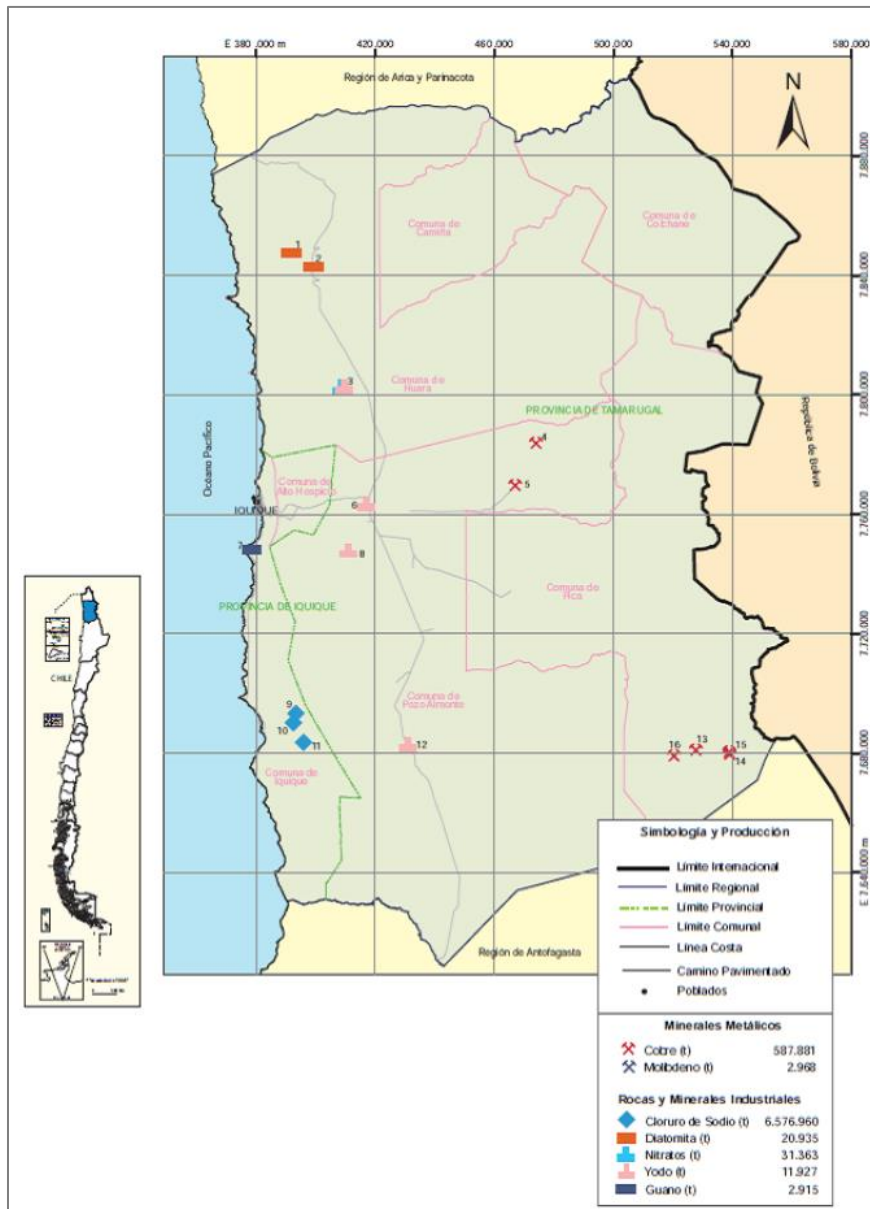 E 380.000 m
420.000
460.000
500.000
540.000
580.000
Región de Arica y Parinacota
N
7.880.000
Comuna de
Camiña
Comuna de
Colchane
1
2
7.840.000
Comuna de
Huara
3
7.800.000
PROVINCIA DE TAMARUGAL
4
República de Bolivia
Océano Pacífico
Comuna de
Alto Hospicio
5
IQUIQUE
6
7.760.000
8
Comuna de
Pica
PROVINCIA DE IQUIQUE
7.720.000
CHILE
Comuna de
Pozo Almonte
9
10
11
12
13
15
16
14
7.680.000
Comuna de
Iquique
E 7.640.000 m
Región de Antofagasta
Simbología y Producción
Límite Internacional
Límite Regional
Límite Provincial
Límite Comunal
Línea Costa
Camino Pavimentado
Poblados
Minerales Metálicos
Cobre (t) 587.881
Molibdeno (t) 2.968
Rocas y Minerales Industriales
Cloruro de Sodio (t) 6.576.960
Diatomita (t) 20.935
Nitratos (t) 31.363
Yodo (t) 11.927
Guano (t) 2.915